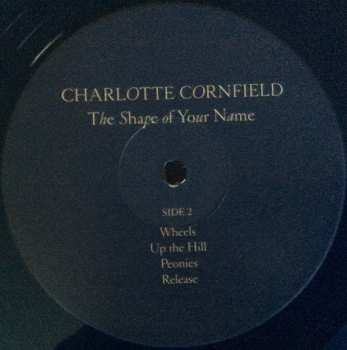 CHARLOTTE CORNFIELD
The Shape of Your Name
SIDE 2
Wheels
Up the Hill
Peonies
Release